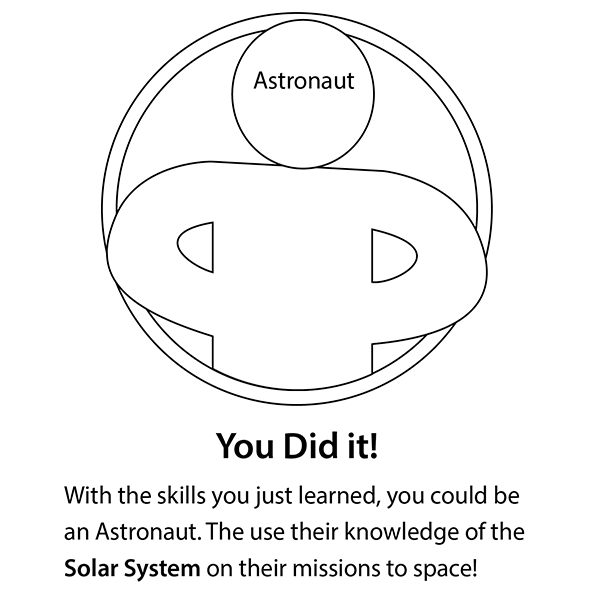 Astronaut
You Did it!
With the skills you just learned, you could be
an Astronaut. The use their knowledge of the
Solar System on their missions to space!